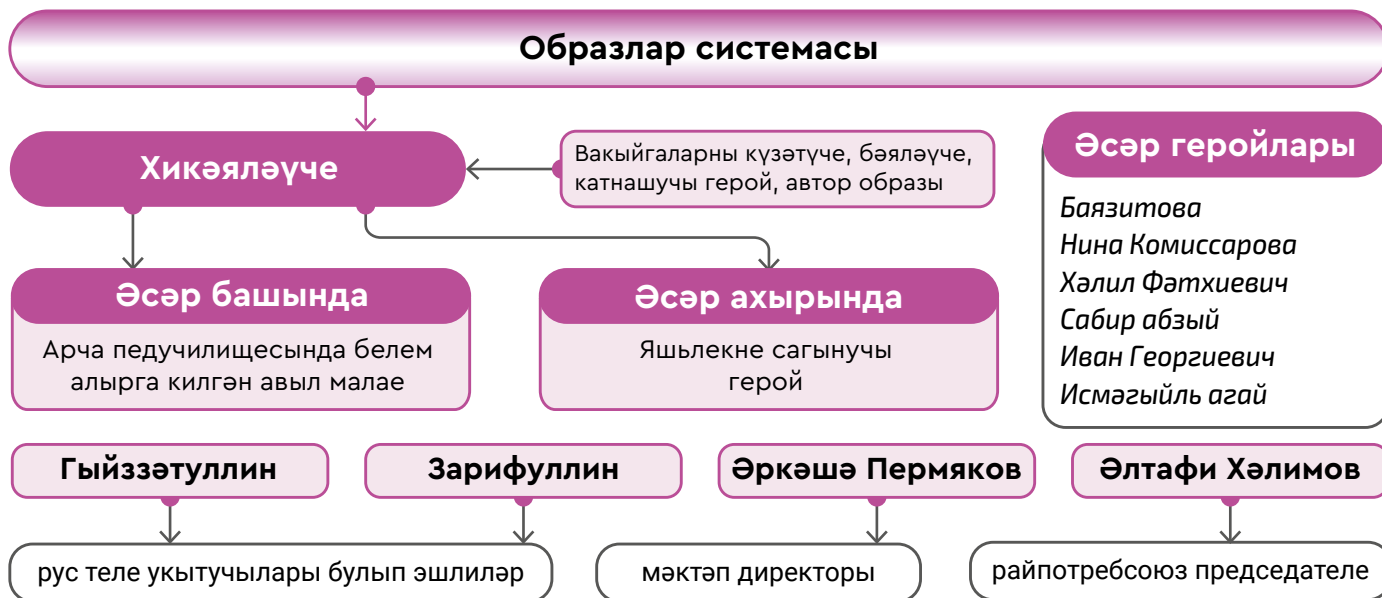 Образлар системасы
Хикәяләүче
Вакыйгаларны күзәтүче, бәяләүче,
катнашучы герой, автор образы
Әсәр башында
Арча педучилищесында белем
алырга килгән авыл малае
Әсәр ахырында
Яшьлекне сагынучы
герой
Әсәр геройлары
Баязитова
Нина Комиссарова
Хәлил Фәтхиевич
Сабир абзый
Иван Георгиевич
Исмәгыйль агай
Гыйззәтуллин
Зарифуллин
Әркәшә Пермяков
Әлтафи Хәлимов
рус теле укытучылары булып эшлиләр
мәктәп директоры
райпотребсоюз председателе